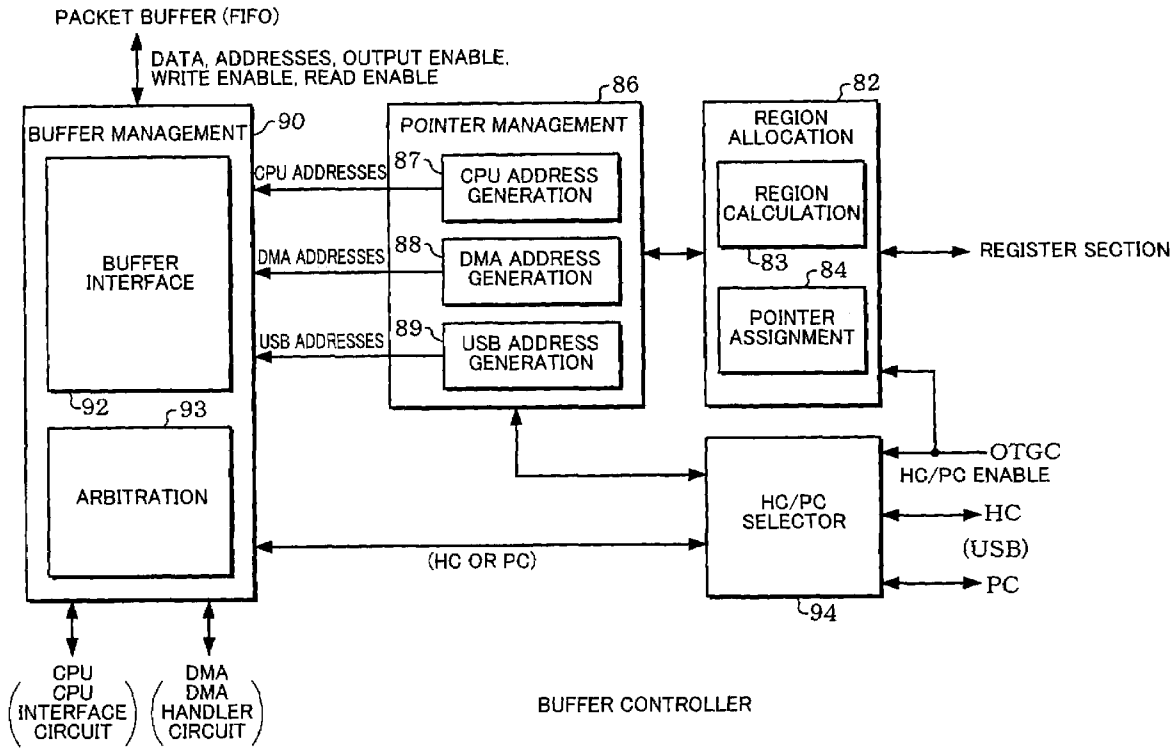 PACKET BUFFER (FIFO)
DATA, ADDRESSES, OUTPUT ENABLE,
WRITE ENABLE, READ ENABLE
BUFFER MANAGEMENT
90
BUFFER
INTERFACE
92
93
ARBITRATION
CPU ADDRESSES
DMA ADDRESSES
USB ADDRESSES
86
POINTER MANAGEMENT
87
CPU ADDRESS
GENERATION
88
DMA ADDRESS
GENERATION
89
USB ADDRESS
GENERATION
82
REGION
ALLOCATION
REGION
CALCULATION
83
84
POINTER
ASSIGNMENT
REGISTER SECTION
OTGC
HC/PC ENABLE
HC/PC
SELECTOR
94
HC
(USB)
PC
(HC OR PC)
CPU
(CPU
INTERFACE
CIRCUIT)
DMA
(DMA
HANDLER
CIRCUIT)
BUFFER CONTROLLER